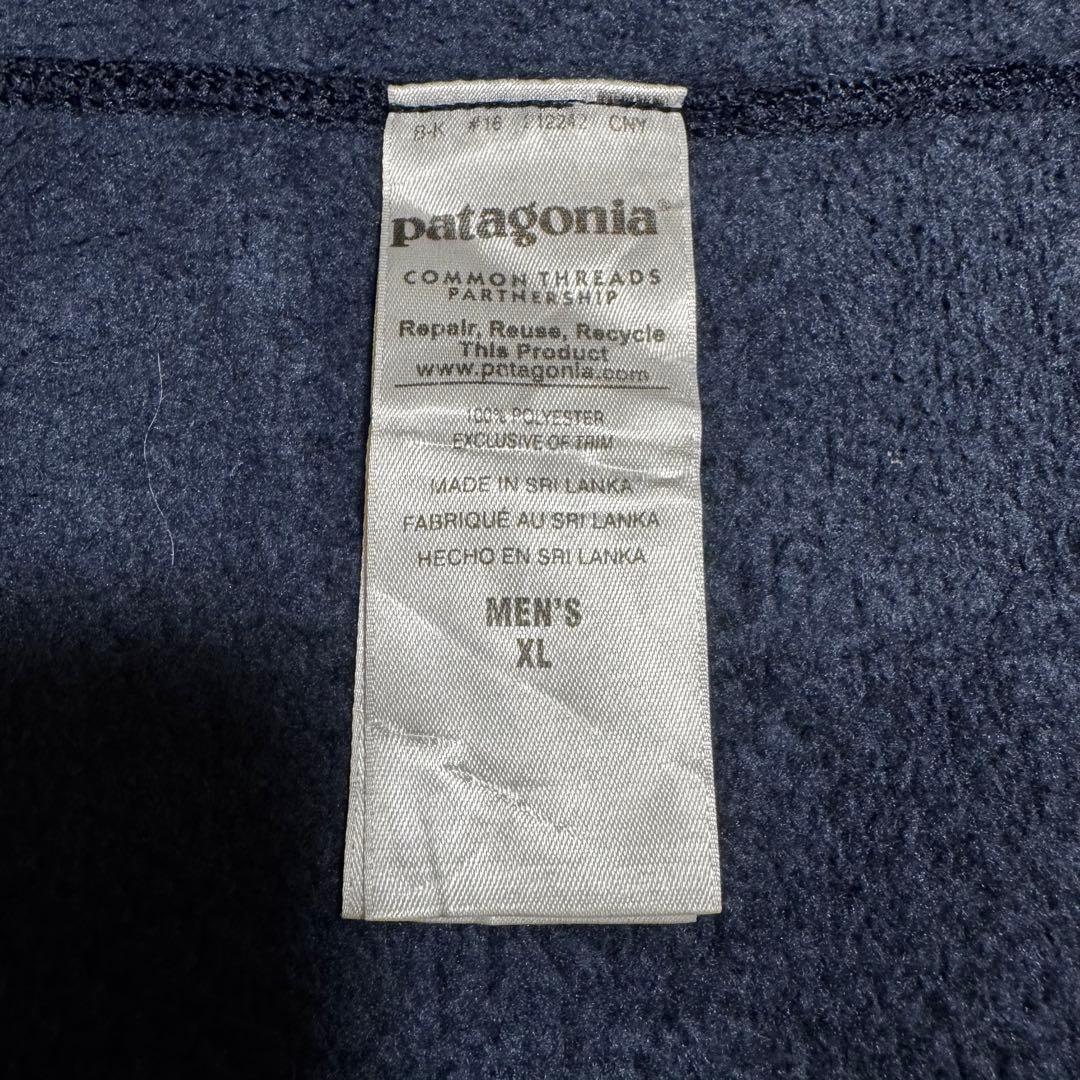 #16 CNY
patagonia®
COMMON THREADS
PARTNERSHIP
Repair, Reuse, Recycle
This Product
www.patagonia.com
100% POLYESTER
EXCLUSIVE OF TRIM
MADE IN SRI LANKA
FABRIQUÉ AU SRI LANKA
HECHO EN SRI LANKA
MEN'S
XL